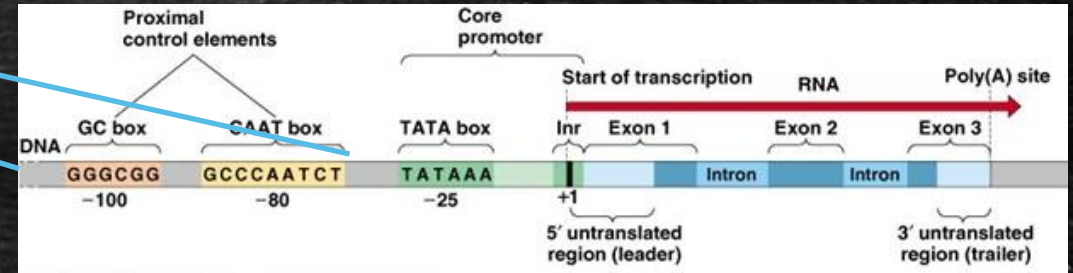 Proximal
control elements
Core
promoter
Start of transcription
RNA
Poly(A) site
DNA
GC box
CAAT box
TATA box
Inr
Exon 1
Exon 2
Exon 3
GGGCGG
GCCCAATCT
TATAAA
Intron
Intron
−100
−80
−25
+1
5′ untranslated
region (leader)
3′ untranslated
region (trailer)